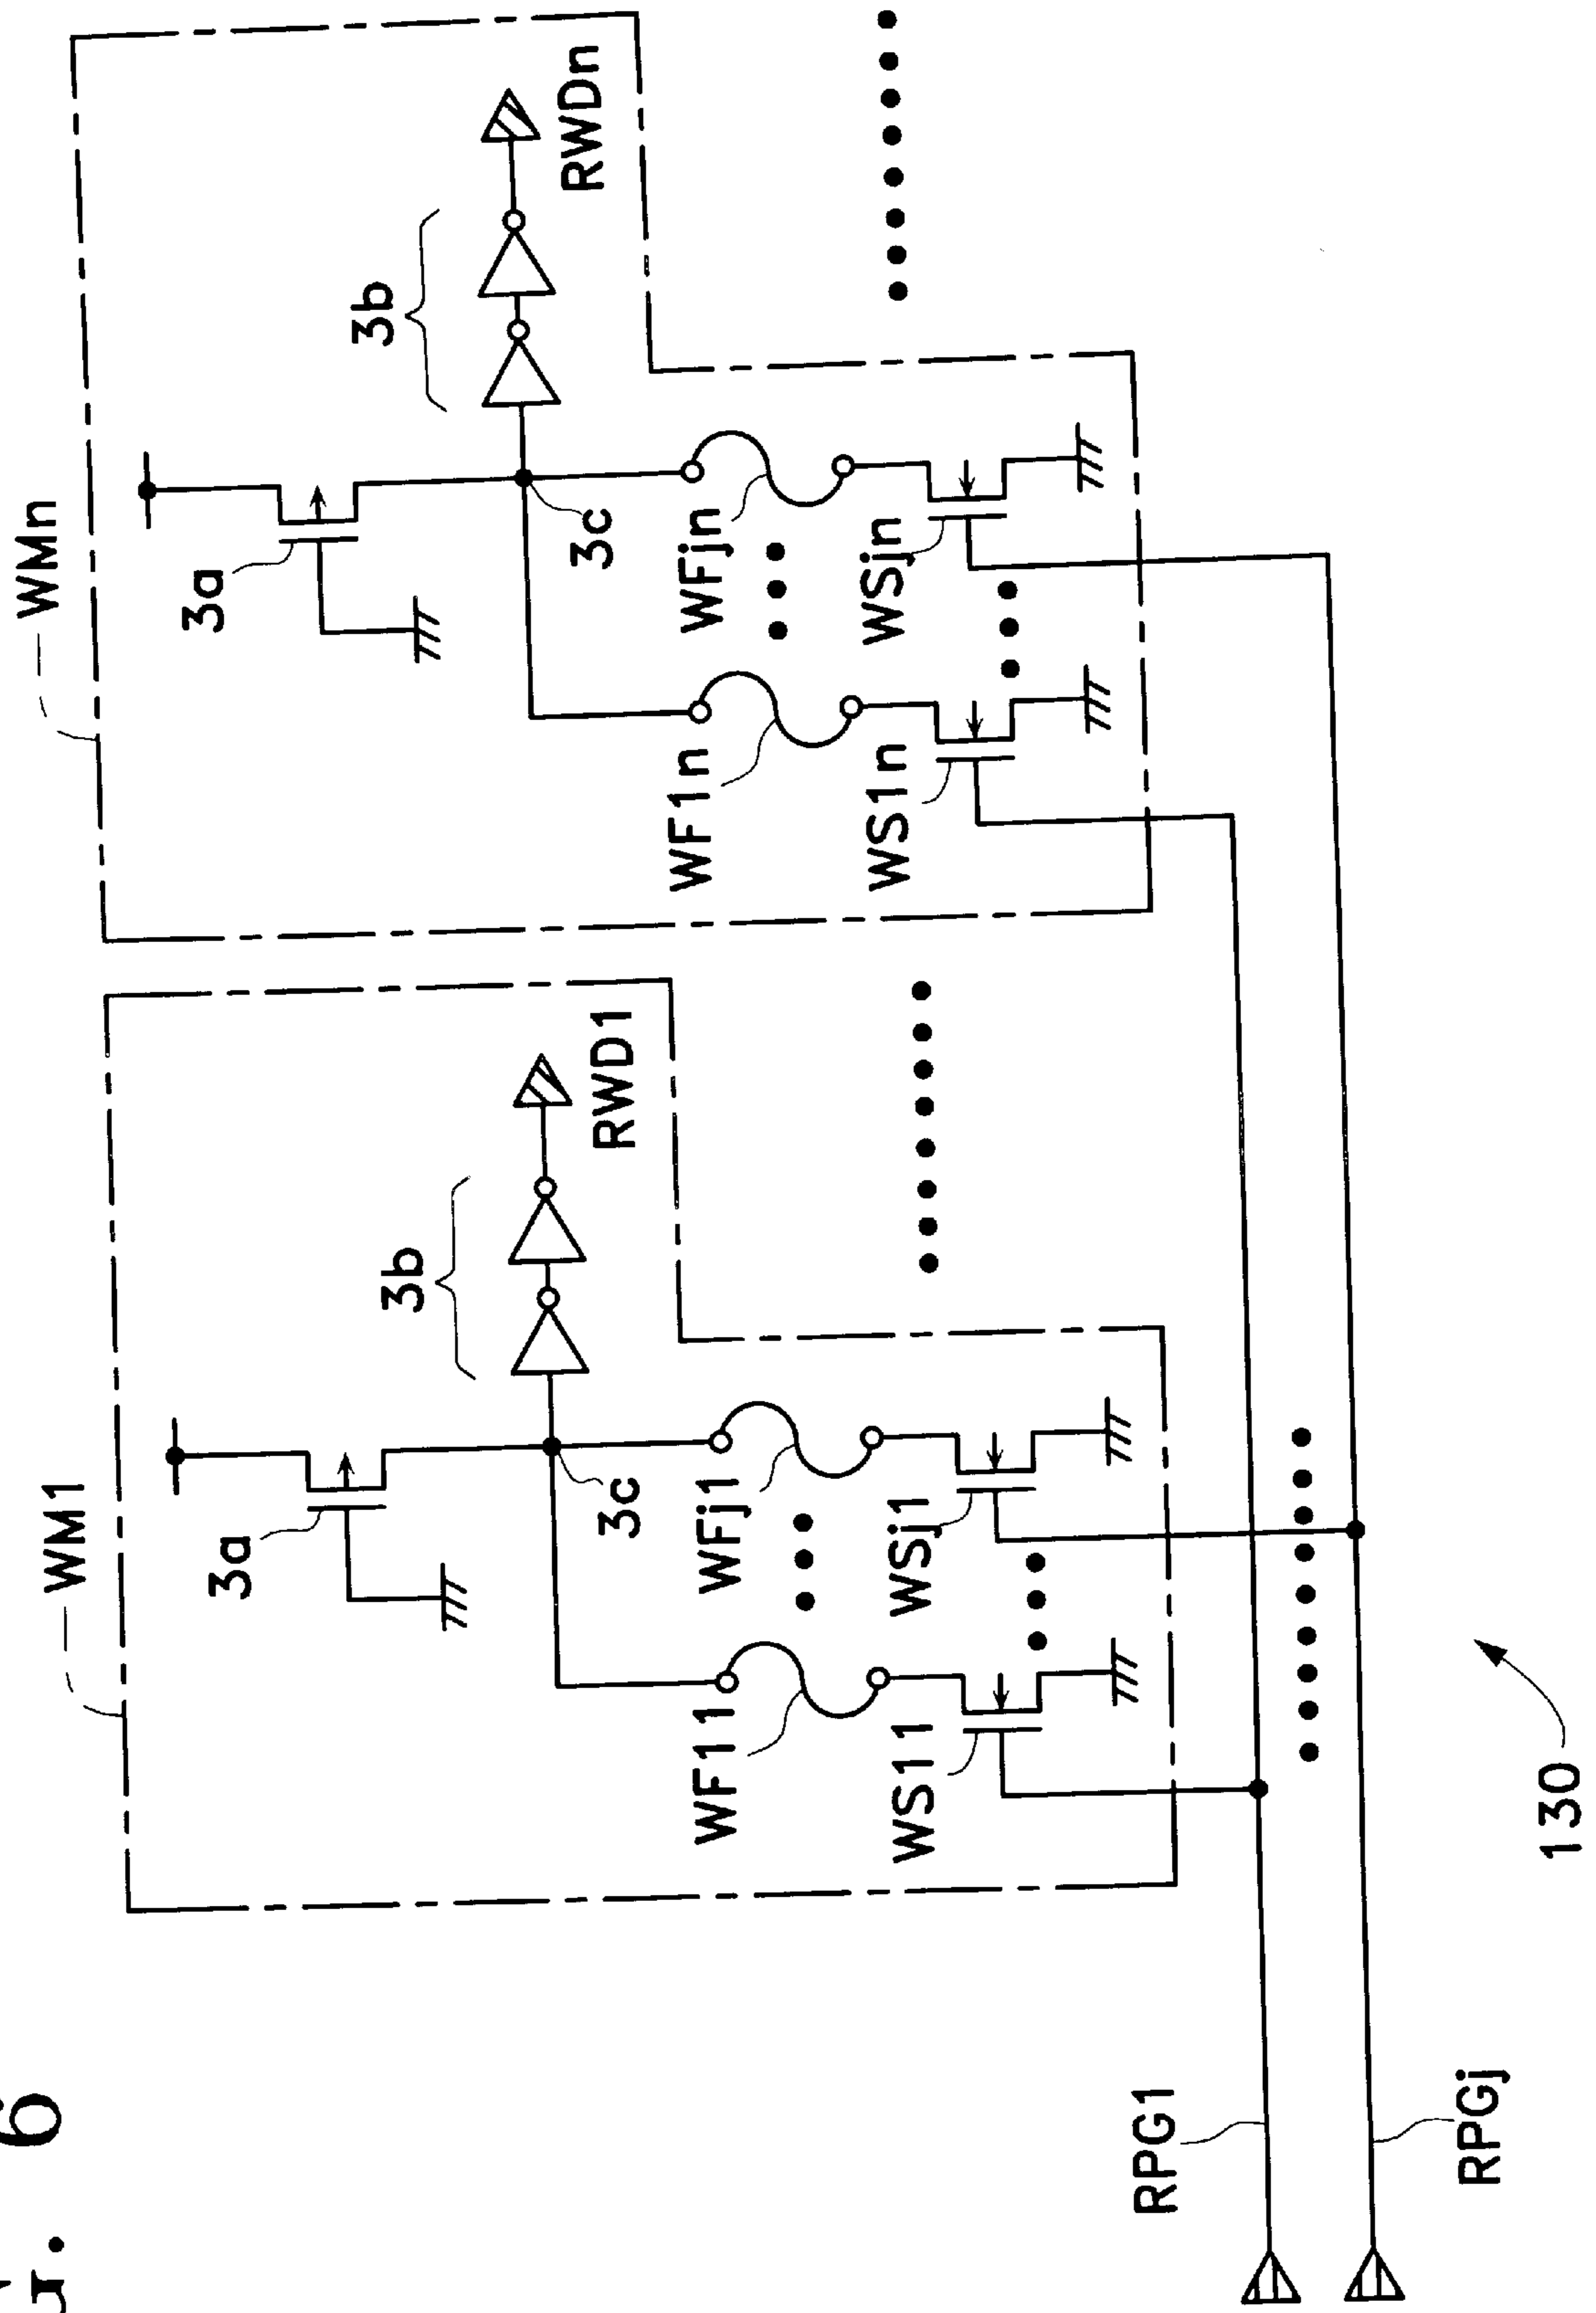 6
WM1
WMn
3a
3a
3b
RWD1
3b
RWDn
3c
3c
WF11
WFj1
WF1n
WFjn
WS11
WSj1
WS1n
WSjn
RPG1
RPGj
130